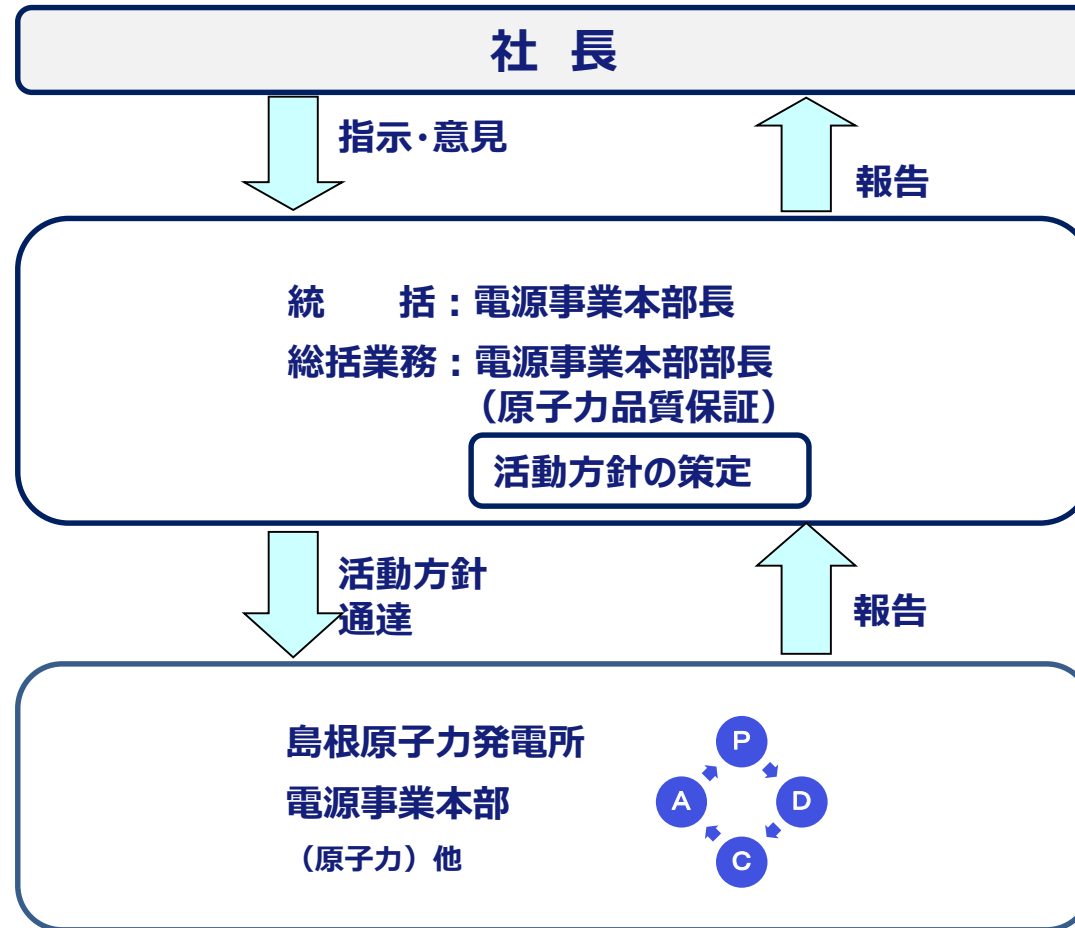 社 長
指示・意見
報告
統　　括：電源事業本部長
総括業務：電源事業本部部長
（原子力品質保証）
活動方針の策定
活動方針
通達
報告
島根原子力発電所
電源事業本部
（原子力）他
P
A
D
C